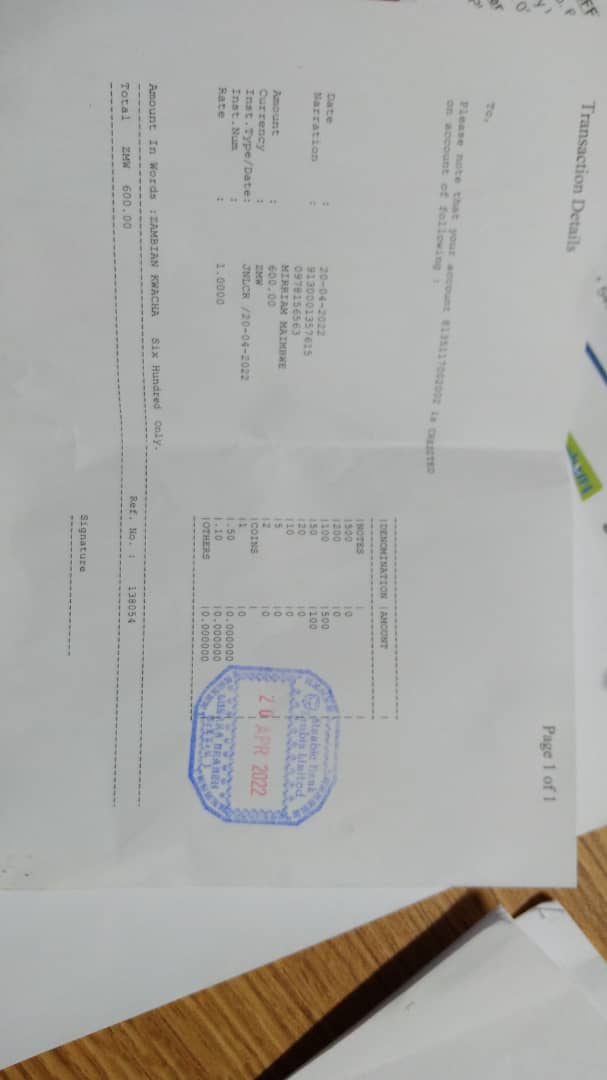 Transaction Details
Page 1 of 1
To,
Please note that your account 0135117002002 is CREDITED
on account of following :
Date : 20-04-2022
Narration : 9130001357615
0978156563
MIRRIAM MAIMBWE
Amount : 600.00
Currency : ZMW
Inst.Type/Date: JNLCR /20-04-2022
Inst.Num :
Rate : 1.0000
|DENOMINATION |AMOUNT |
|NOTES |
|500 |0
|200 |0
|100 |500
|50 |100
|20 |0
|10 |0
|5 |0
|2 |0
|COINS |
|1 |0
|.50 |0.000000
|.10 |0.000000
|OTHERS |0.000000
Bank
Limited
20 APR 2022
BRANCH
Amount In Words :ZAMBIAN KWACHA Six Hundred Only.
Total ZMW 600.00 Ref. No. : 138054
Signature